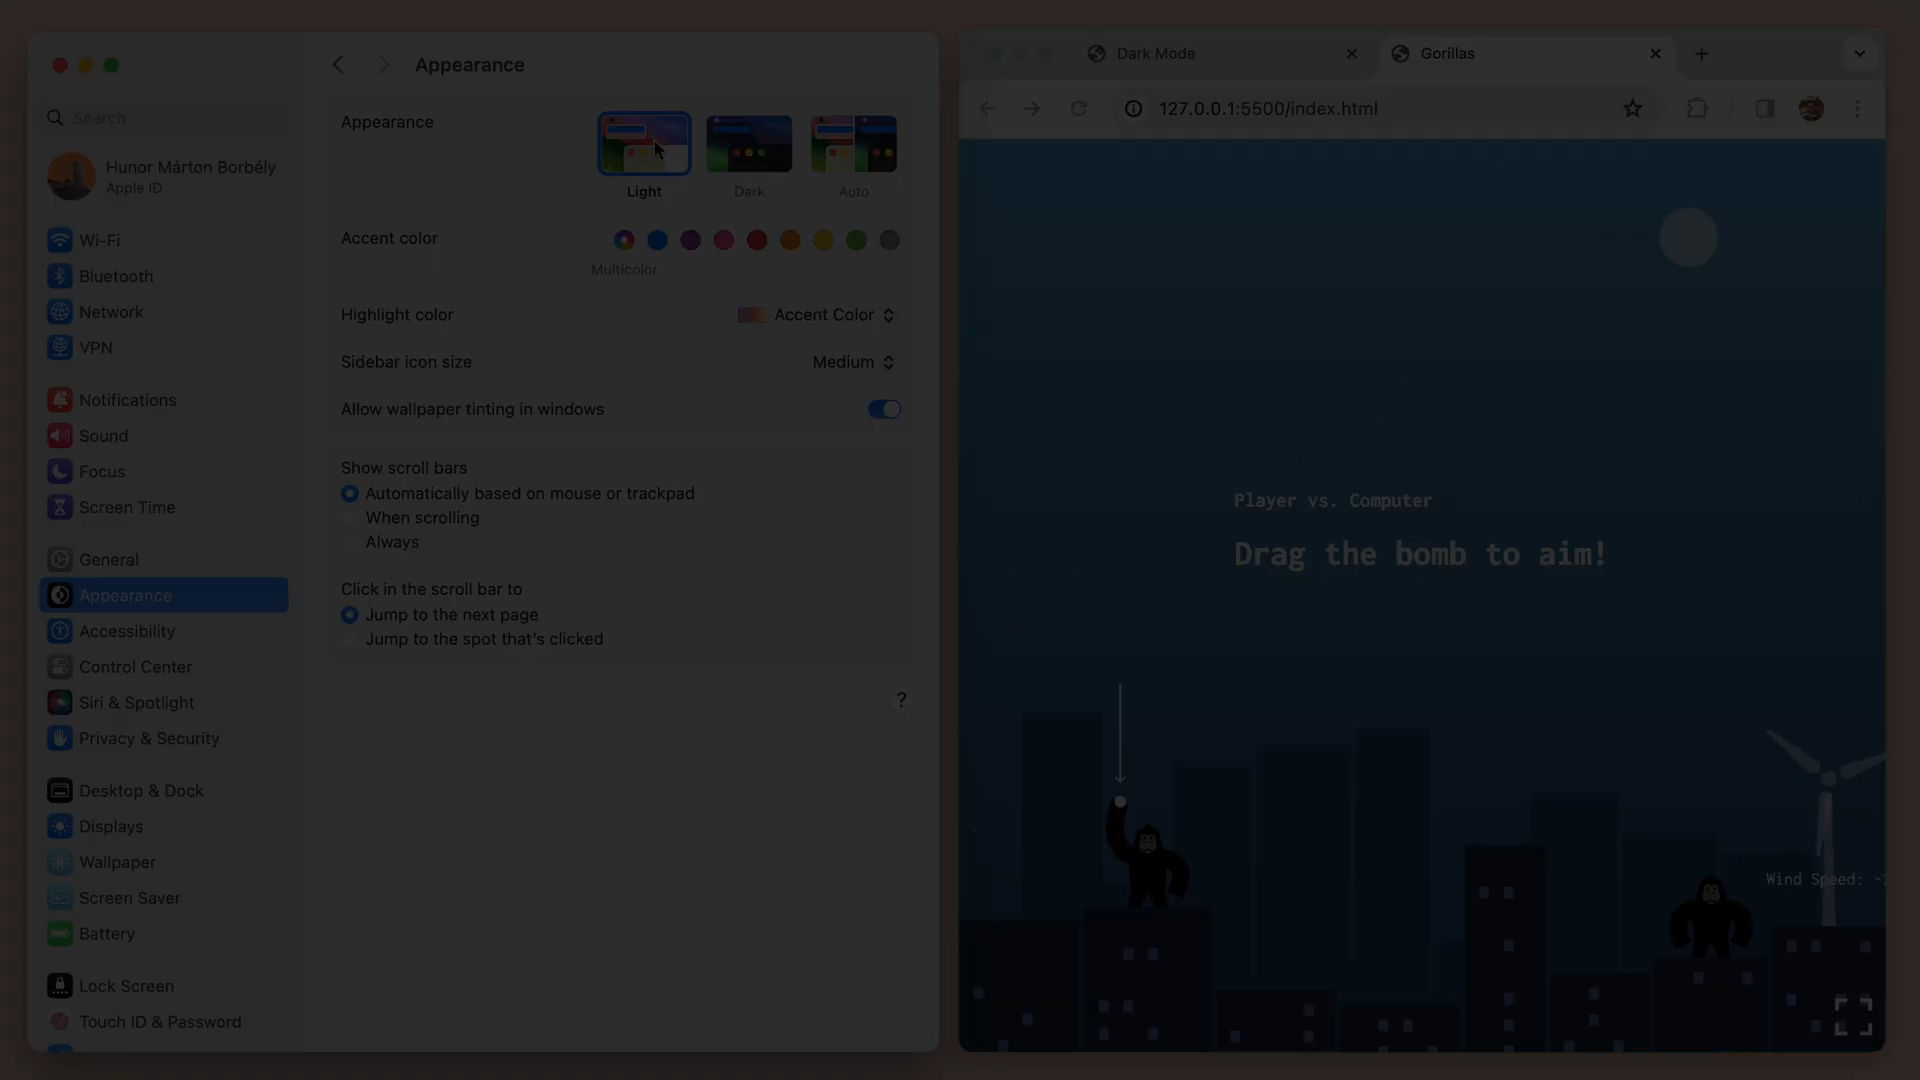 Search
Hunor Márton Borbély
Apple ID
Wi-Fi
Bluetooth
Network
VPN
Notifications
Sound
Focus
Screen Time
General
Appearance
Accessibility
Control Center
Siri & Spotlight
Privacy & Security
Desktop & Dock
Displays
Wallpaper
Screen Saver
Battery
Lock Screen
Touch ID & Password
Appearance
Appearance
Light
Dark
Auto
Accent color
Multicolor
Highlight color
Accent Color
Sidebar icon size
Medium
Allow wallpaper tinting in windows
Show scroll bars
Automatically based on mouse or trackpad
When scrolling
Always
Click in the scroll bar to
Jump to the next page
Jump to the spot that's clicked
?
Dark Mode
Gorillas
127.0.0.1:5500/index.html
Player vs. Computer
Drag the bomb to aim!
Wind Speed: